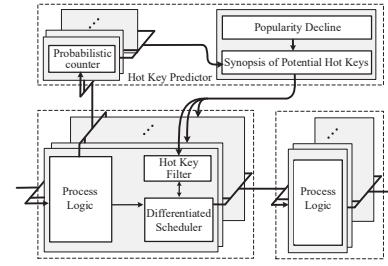 Popularity Decline
Probabilistic
counter
Synopsis of Potential Hot Keys
Hot Key Predictor
Hot Key
Filter
Process
Logic
Differentiated
Scheduler
Process
Logic